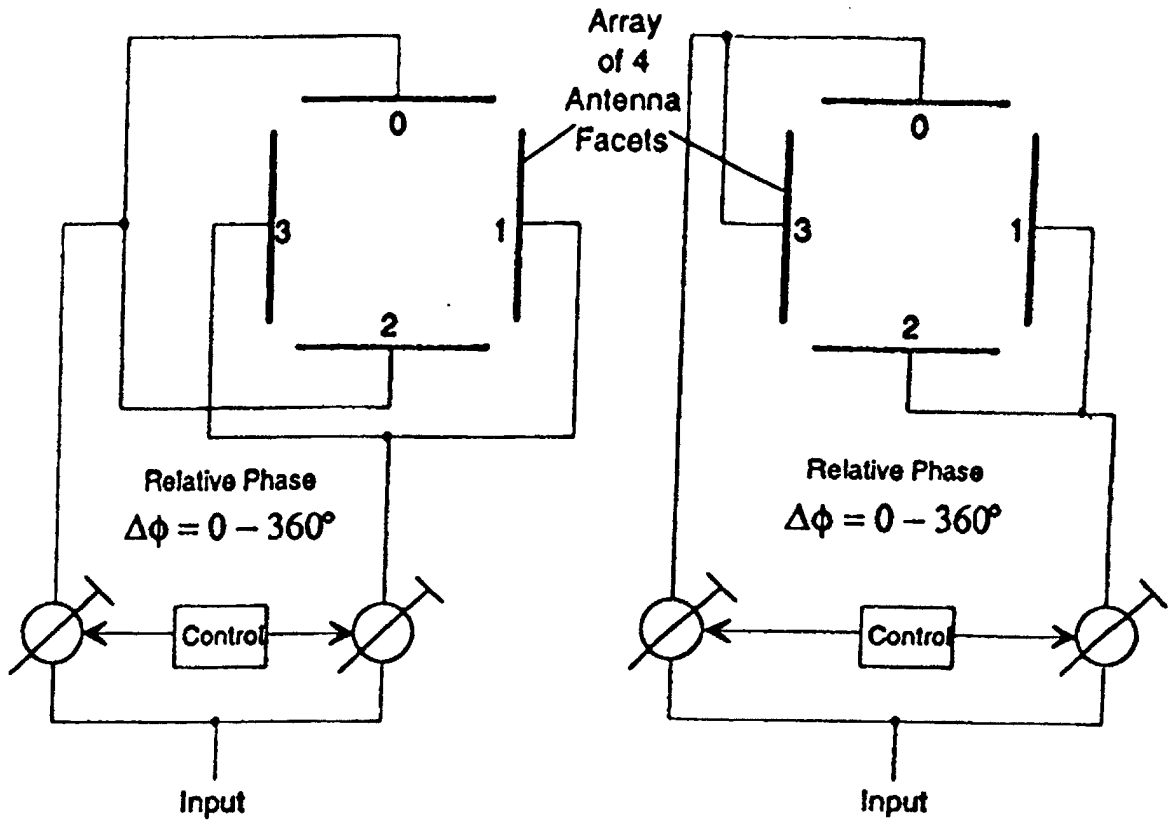 Array
of 4
Antenna
Facets
0
3
1
2
Relative Phase
Δϕ = 0 – 360°
Control
Input
0
3
1
2
Relative Phase
Δϕ = 0 – 360°
Control
Input